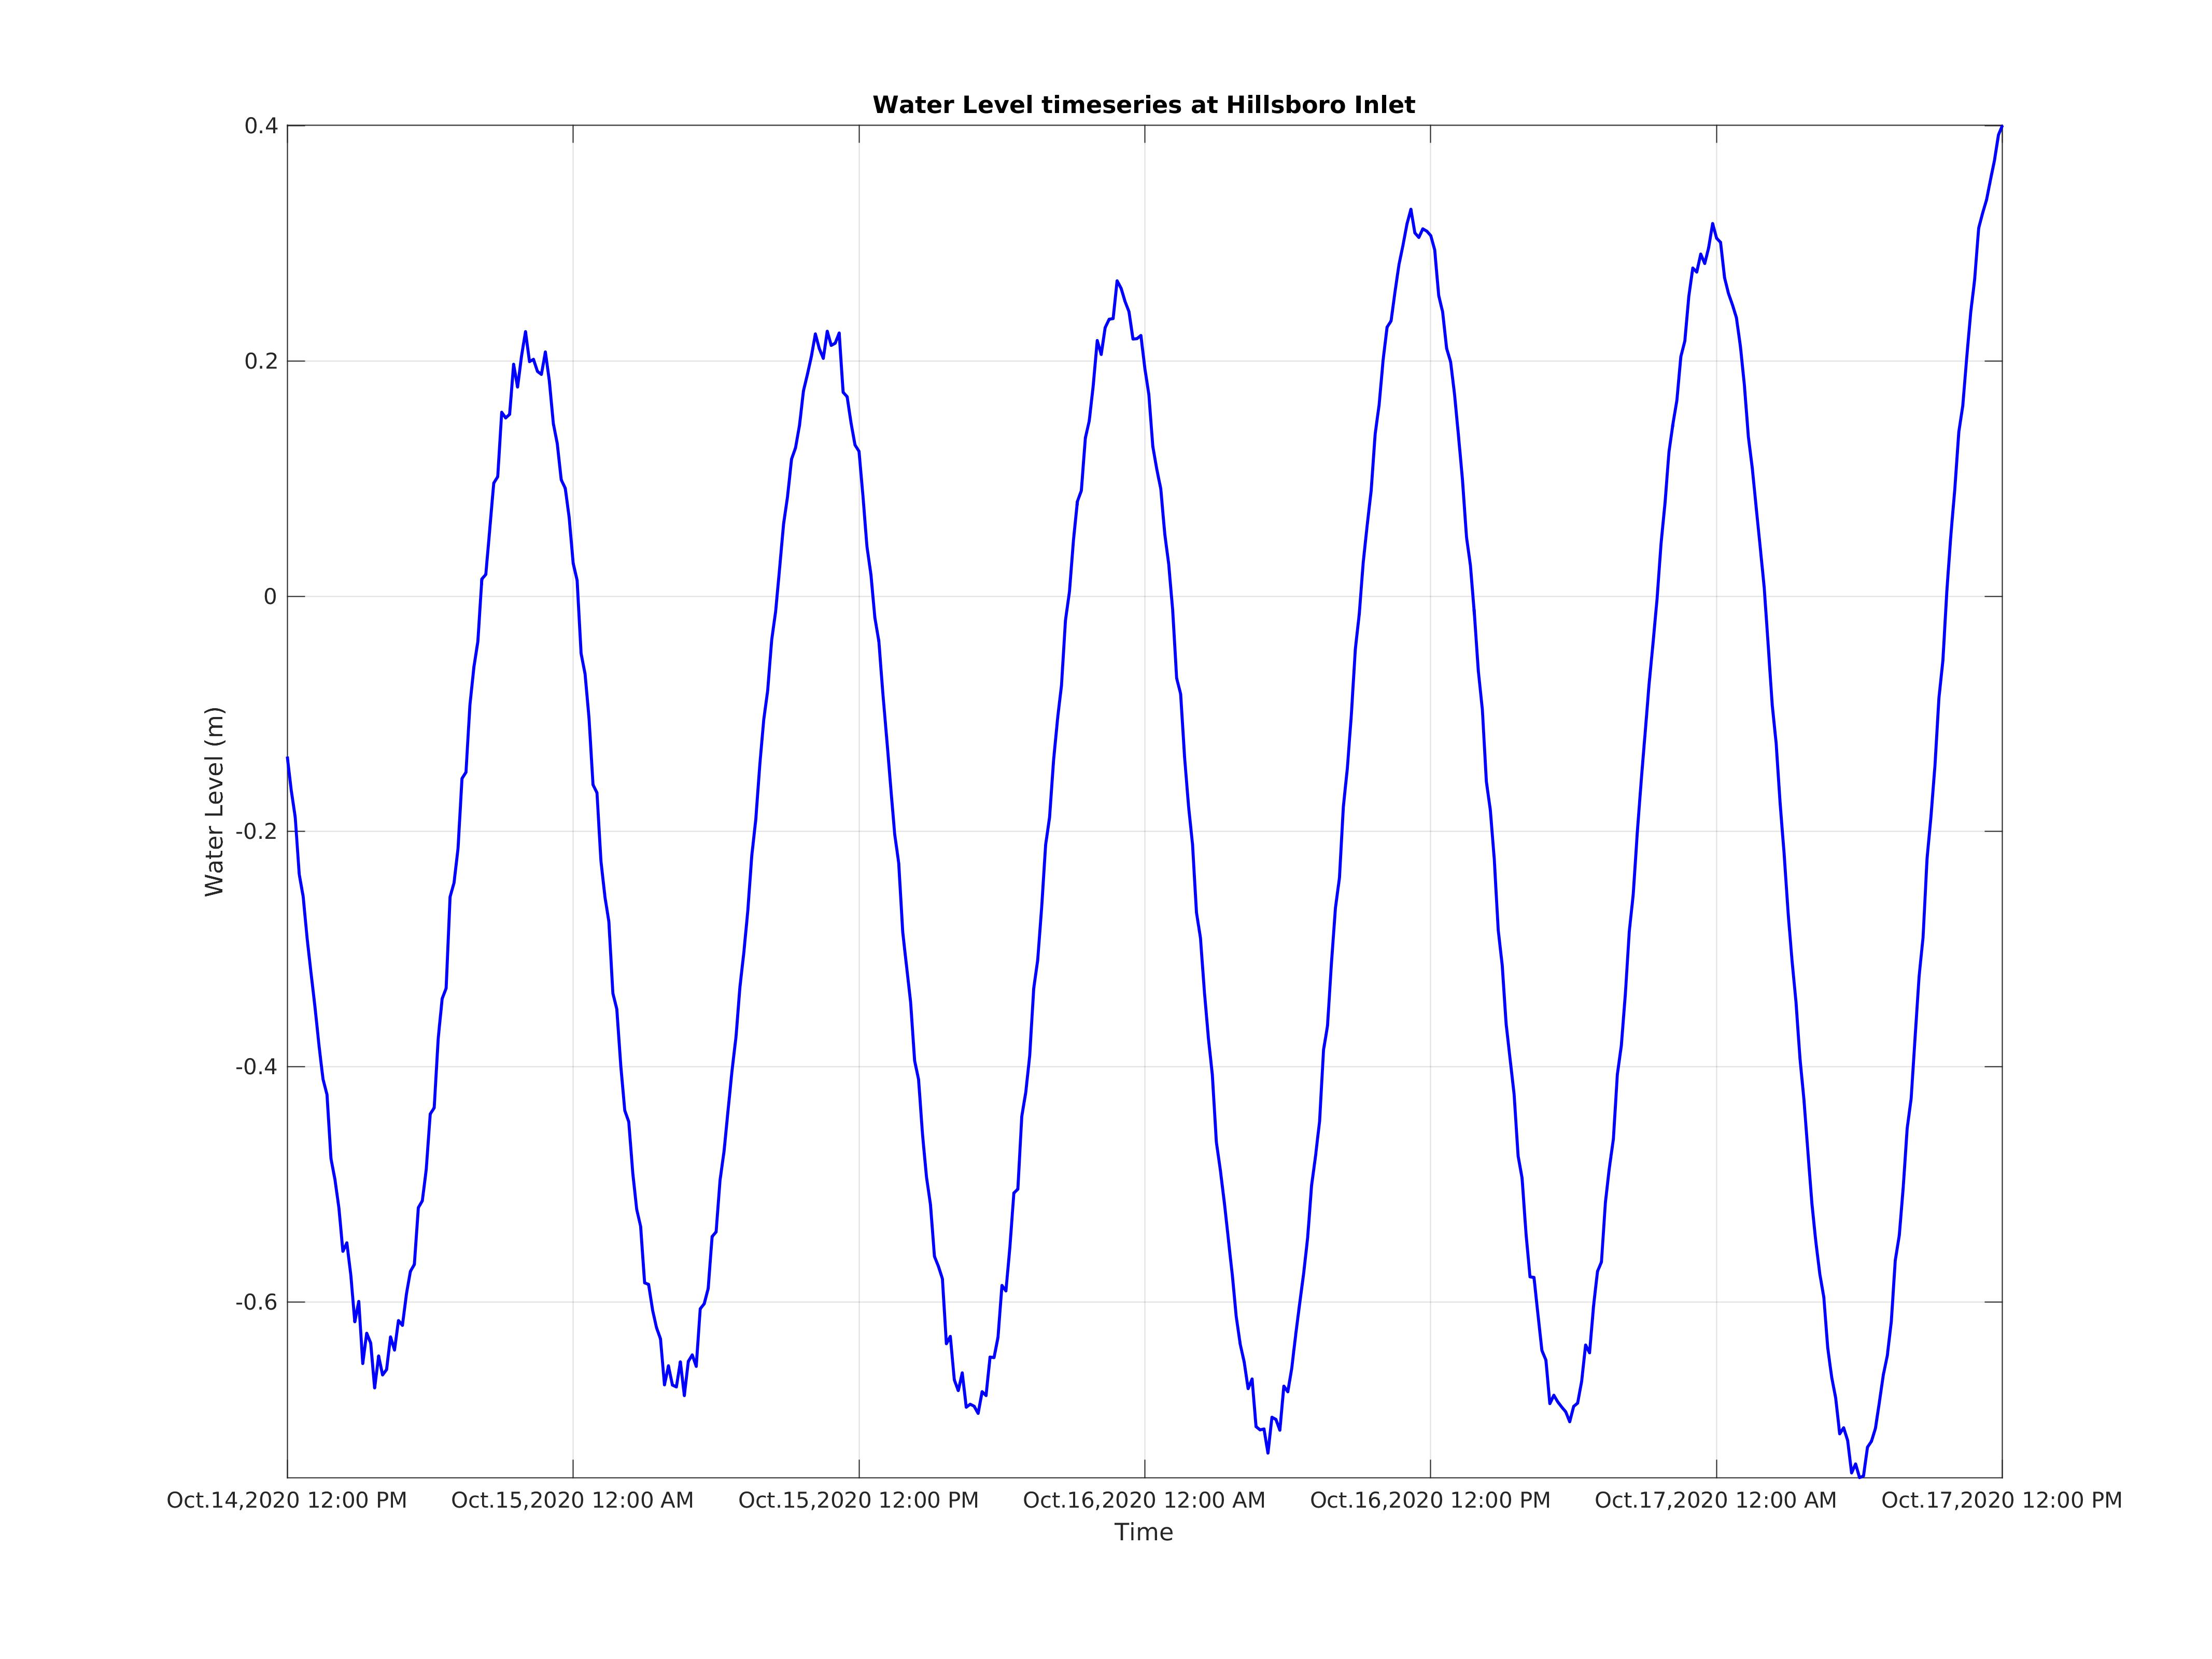 Water Level timeseries at Hillsboro Inlet
0.4
0.2
0
-0.2
-0.4
-0.6
Water Level (m)
Oct.14,2020 12:00 PM
Oct.15,2020 12:00 AM
Oct.15,2020 12:00 PM
Oct.16,2020 12:00 AM
Oct.16,2020 12:00 PM
Oct.17,2020 12:00 AM
Oct.17,2020 12:00 PM
Time